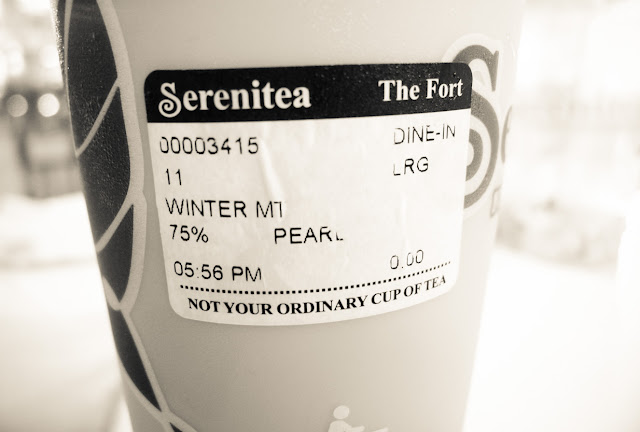 Serenitea The Fort
00003415 DINE-IN
11 LRG
WINTER MT
75% PEARL
05:56 PM 0.00
NOT YOUR ORDINARY CUP OF TEA